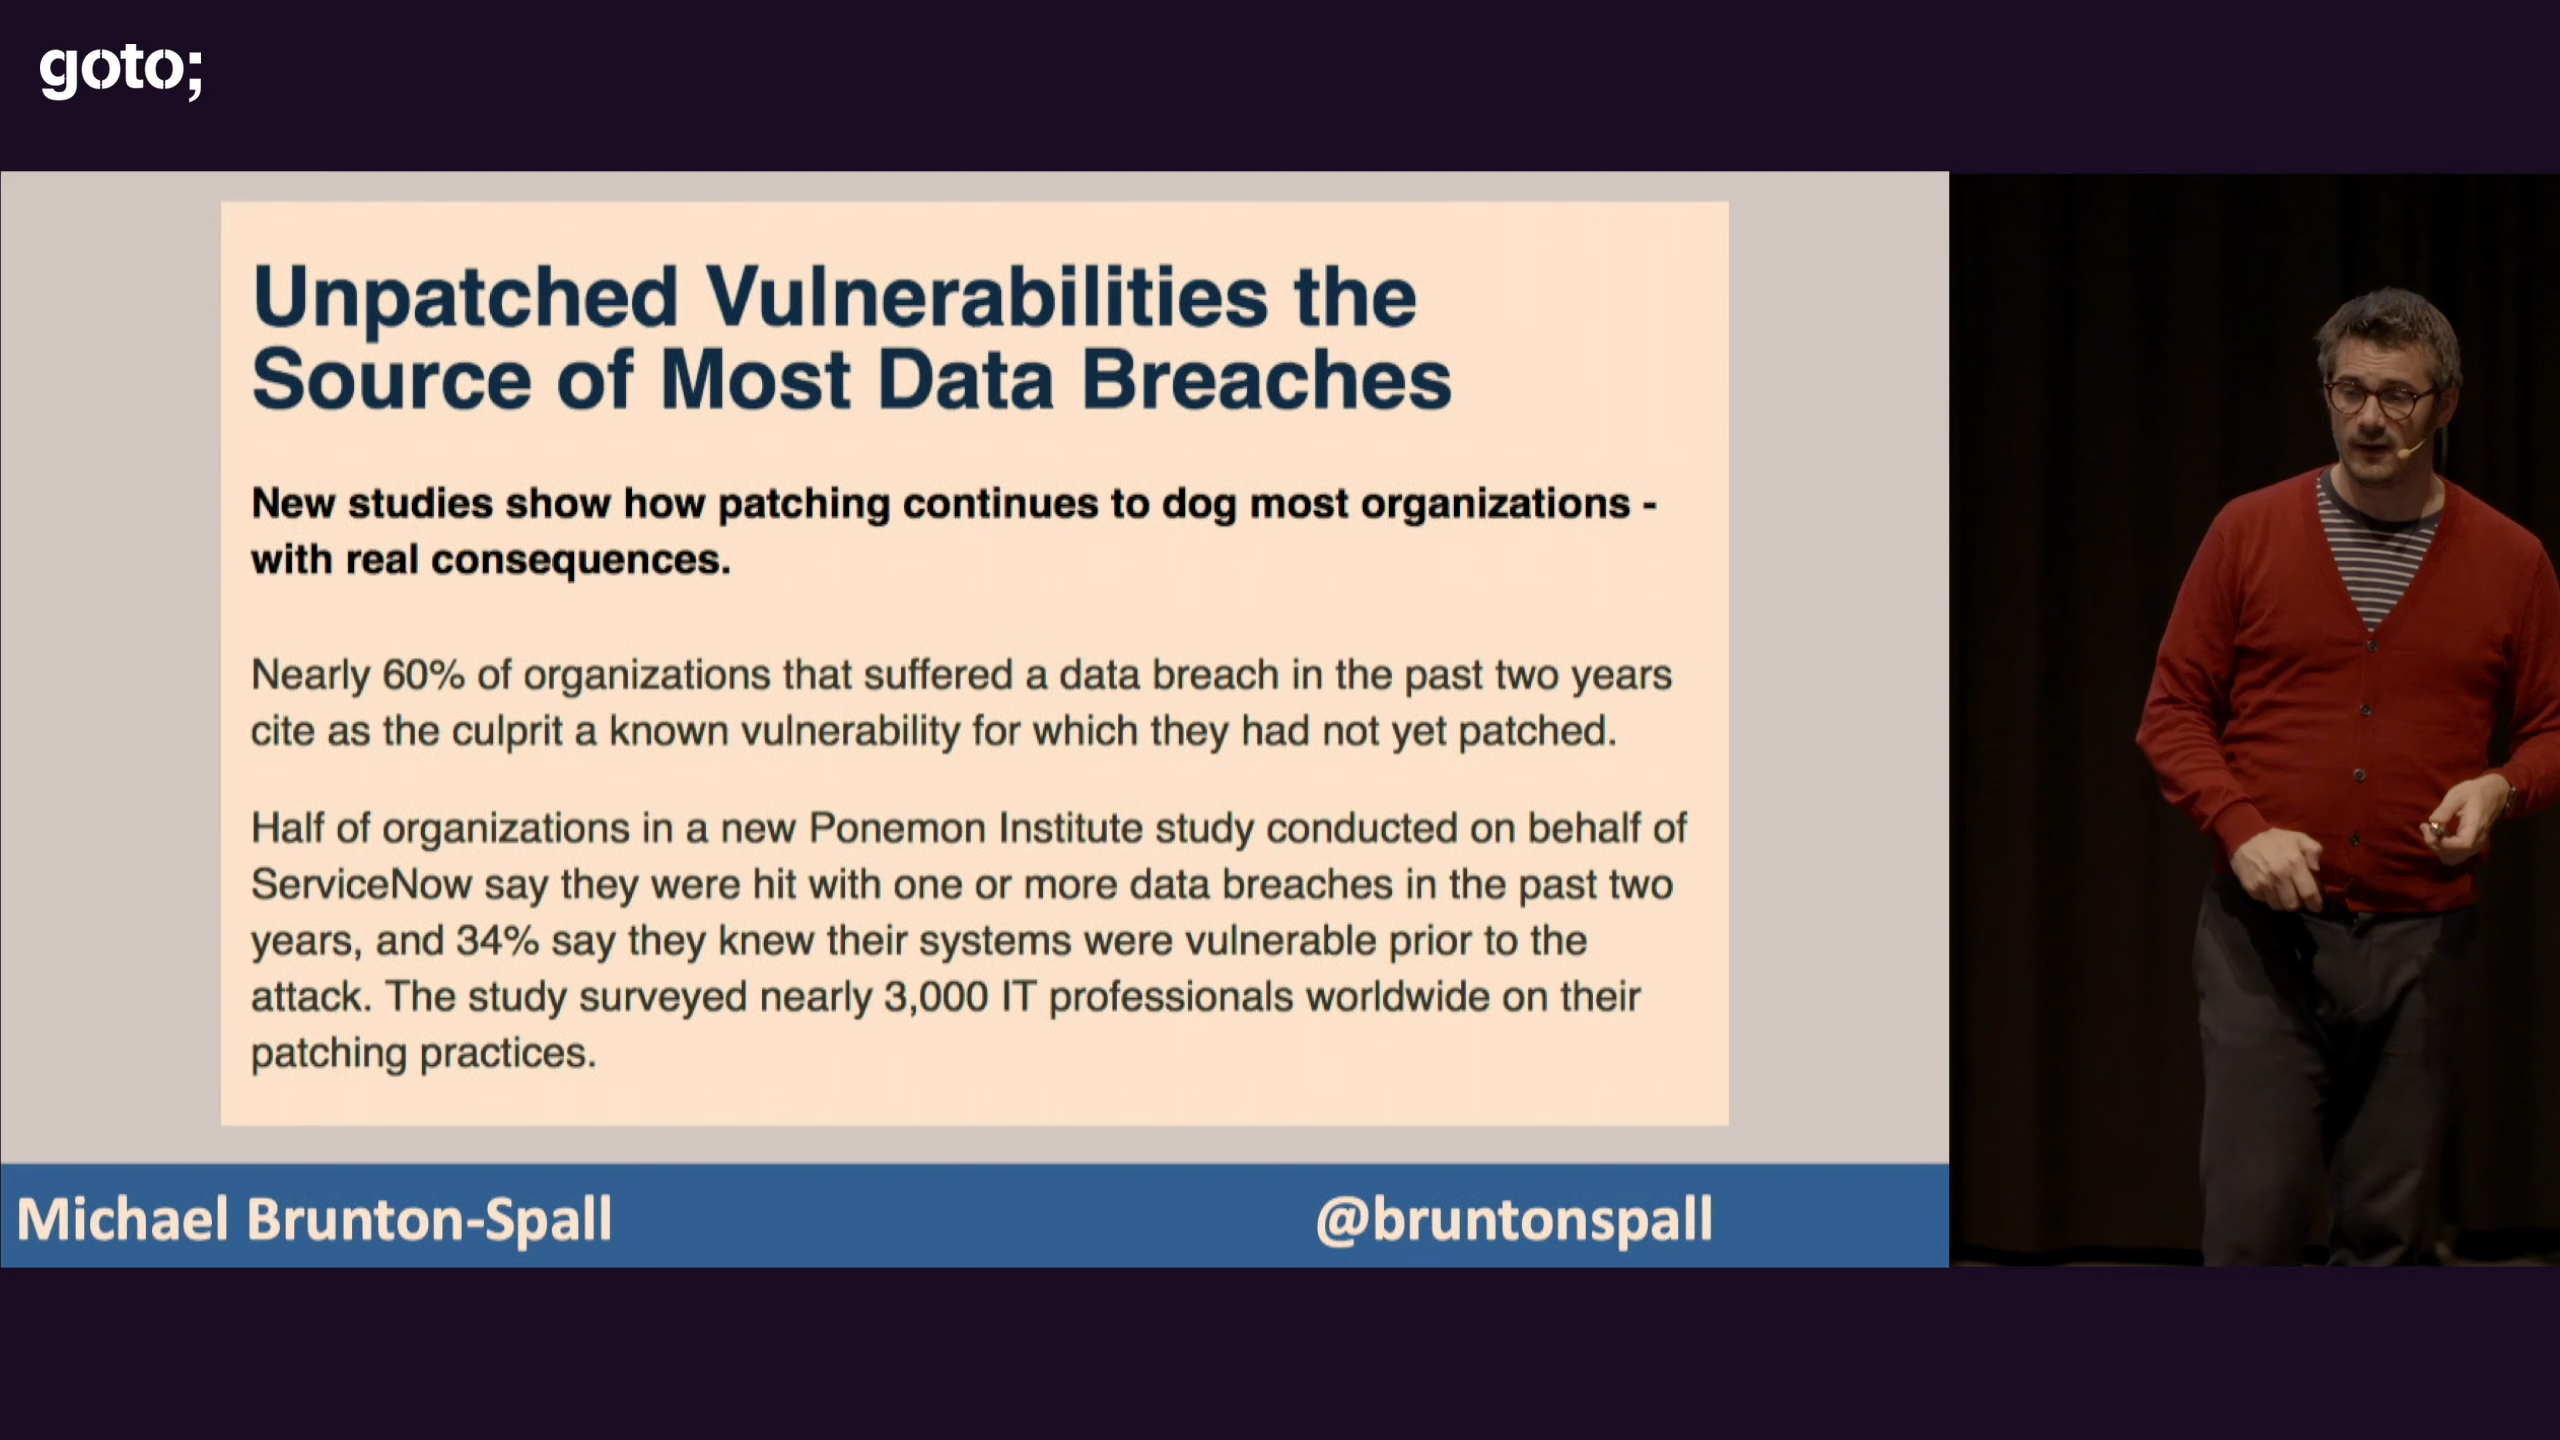 goto;
Unpatched Vulnerabilities the
Source of Most Data Breaches
New studies show how patching continues to dog most organizations -
with real consequences.
Nearly 60% of organizations that suffered a data breach in the past two years
cite as the culprit a known vulnerability for which they had not yet patched.
Half of organizations in a new Ponemon Institute study conducted on behalf of
ServiceNow say they were hit with one or more data breaches in the past two
years, and 34% say they knew their systems were vulnerable prior to the
attack. The study surveyed nearly 3,000 IT professionals worldwide on their
patching practices.
Michael Brunton-Spall
@bruntonspall